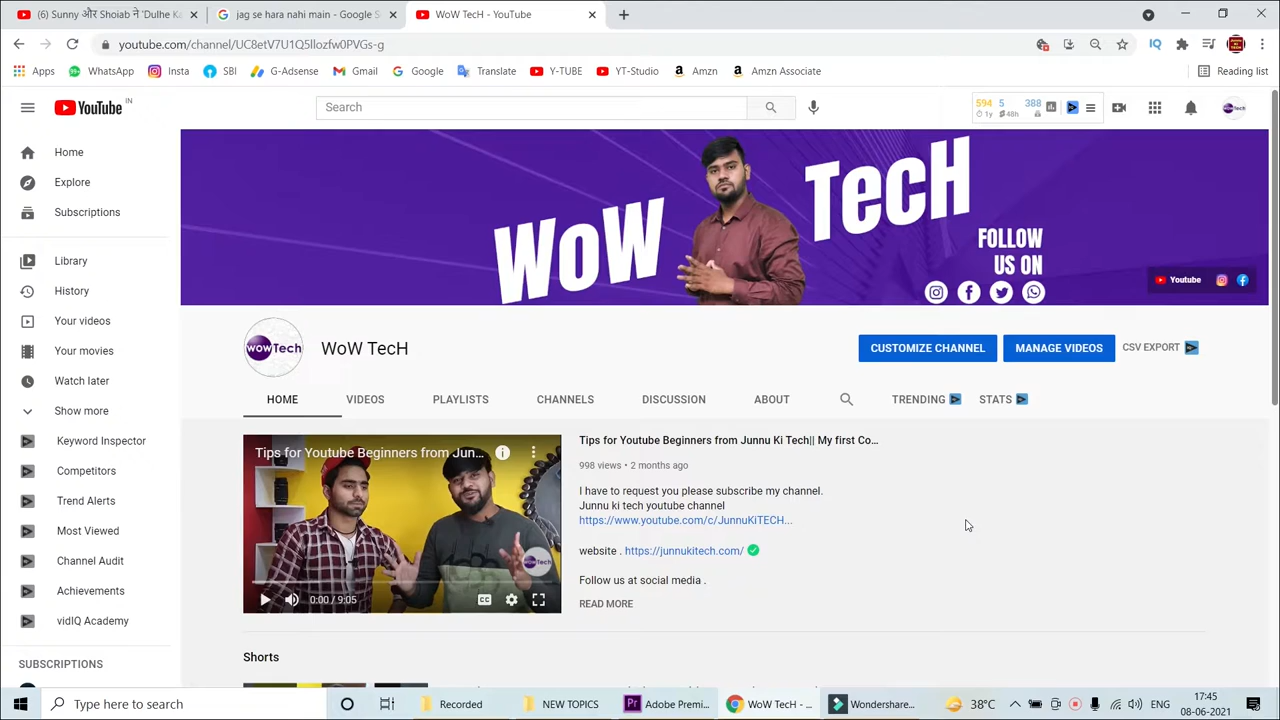 (6) Sunny और Shoiab ने 'Dulhe Ka
jag se hara nahi main - Google S
WoW TecH - YouTube
youtube.com/channel/UC8etV7U1Q5lIozfw0PVGs-g
Apps
WhatsApp
Insta
SBI
G-Adsense
Gmail
Google
Translate
Y-TUBE
YT-Studio
Amzn
Amzn Associate
Reading list
YouTube IN
Search
594 5 388
1y 48h
Home
Explore
Subscriptions
Library
History
Your videos
Your movies
Watch later
Show more
Keyword Inspector
Competitors
Trend Alerts
Most Viewed
Channel Audit
Achievements
vidIQ Academy
SUBSCRIPTIONS
WoW TecH
FOLLOW
US ON
Youtube
wowTech
WoW TecH
CUSTOMIZE CHANNEL
MANAGE VIDEOS
CSV EXPORT
HOME
VIDEOS
PLAYLISTS
CHANNELS
DISCUSSION
ABOUT
TRENDING
STATS
Tips for Youtube Beginners from Jun...
wowTech
0:00 / 9:05
Tips for Youtube Beginners from Junnu Ki Tech|| My first Co...
998 views • 2 months ago
I have to request you please subscribe my channel.
Junnu ki tech youtube channel
https://www.youtube.com/c/JunnuKiTECH...
website . https://junnukitech.com/
Follow us at social media .
READ MORE
Shorts
Type here to search
Recorded
NEW TOPICS
Adobe Premi...
WoW TecH - ...
Wondershare...
38°C
17:45
08-06-2021